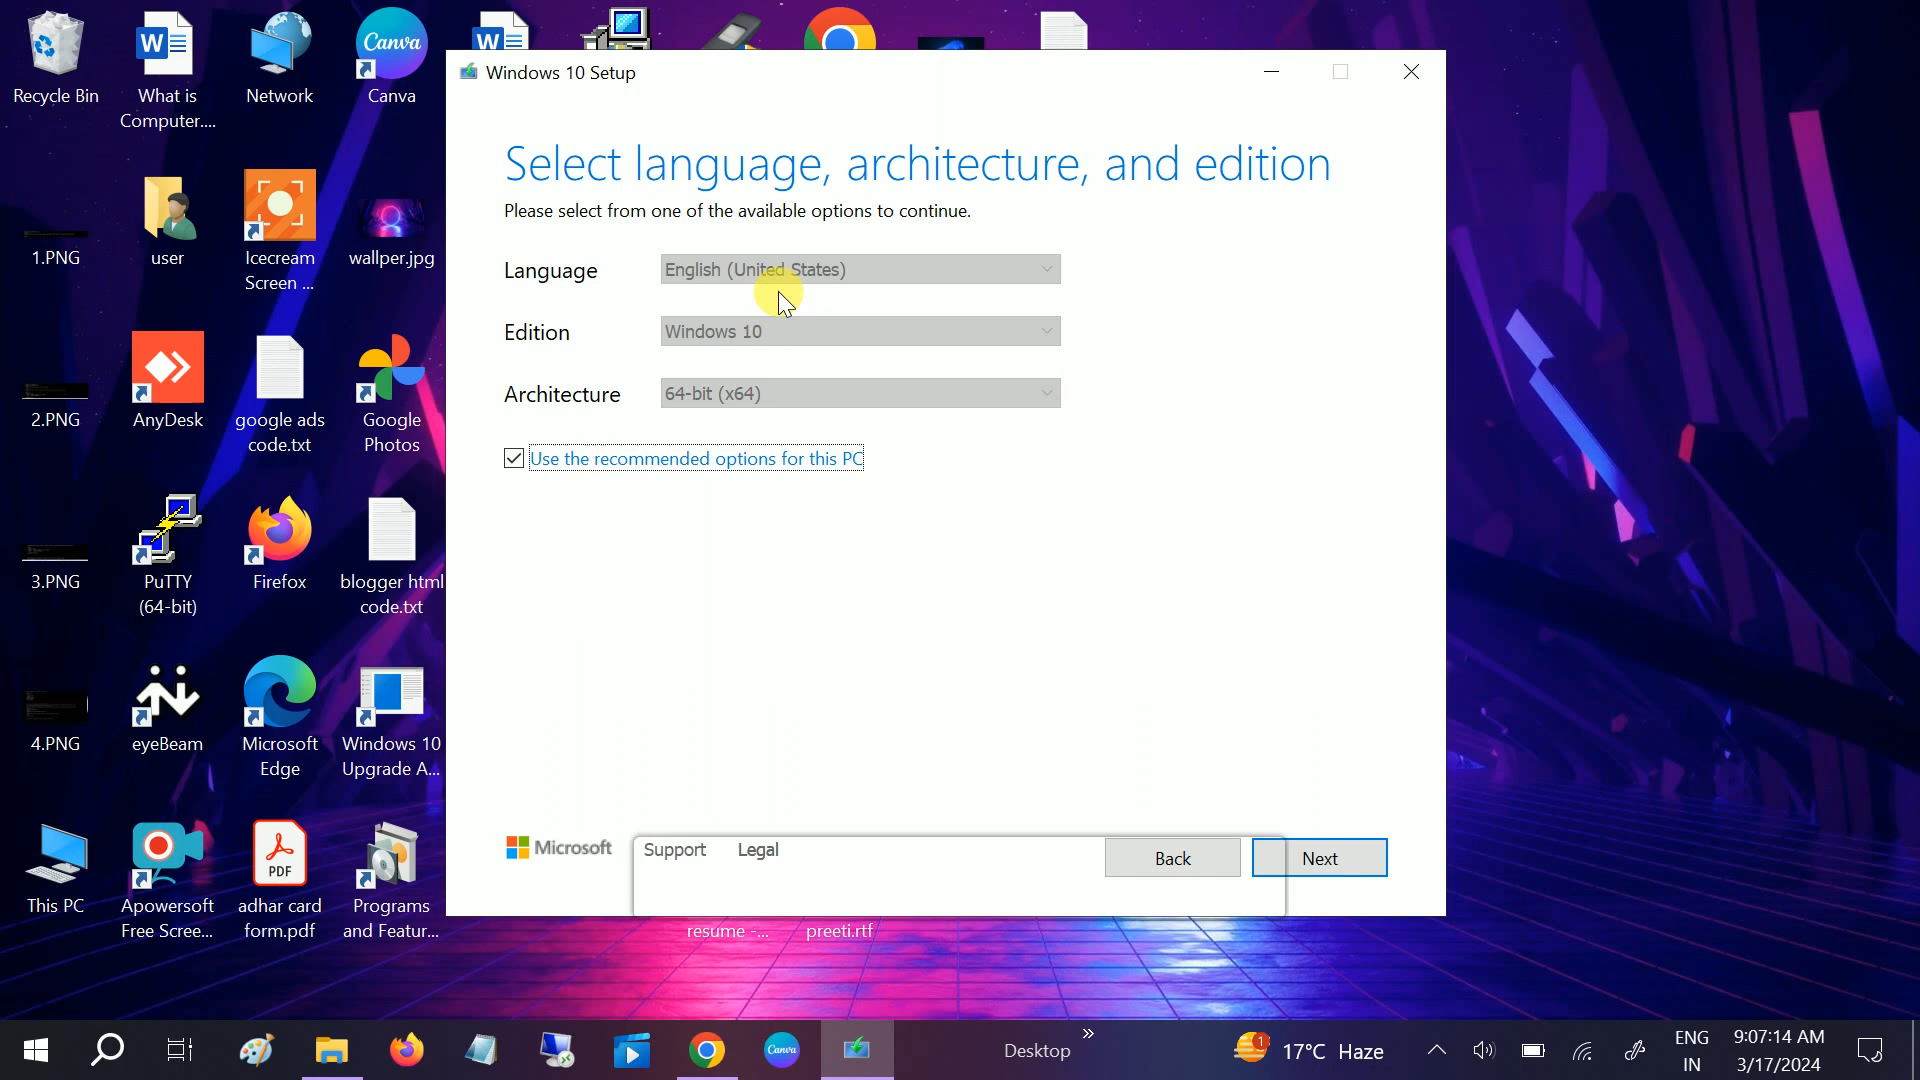 Recycle Bin
What is
Computer....
Network
Canva
Canva
1.PNG
user
Icecream
Screen ...
wallper.jpg
2.PNG
AnyDesk
google ads
code.txt
Google
Photos
3.PNG
PuTTY
(64-bit)
Firefox
blogger html
code.txt
4.PNG
eyeBeam
Microsoft
Edge
Windows 10
Upgrade A...
This PC
Apowersoft
Free Scree...
PDF
adhar card
form.pdf
Programs
and Featur...
W
W
Windows 10 Setup
Select language, architecture, and edition
Please select from one of the available options to continue.
Language
English (United States)
Edition
Windows 10
Architecture
64-bit (x64)
Use the recommended options for this PC
Microsoft
Support
Legal
Back
Next
resume -...
preeti.rtf
Canva
Desktop
1
17°C Haze
ENG
IN
9:07:14 AM
3/17/2024